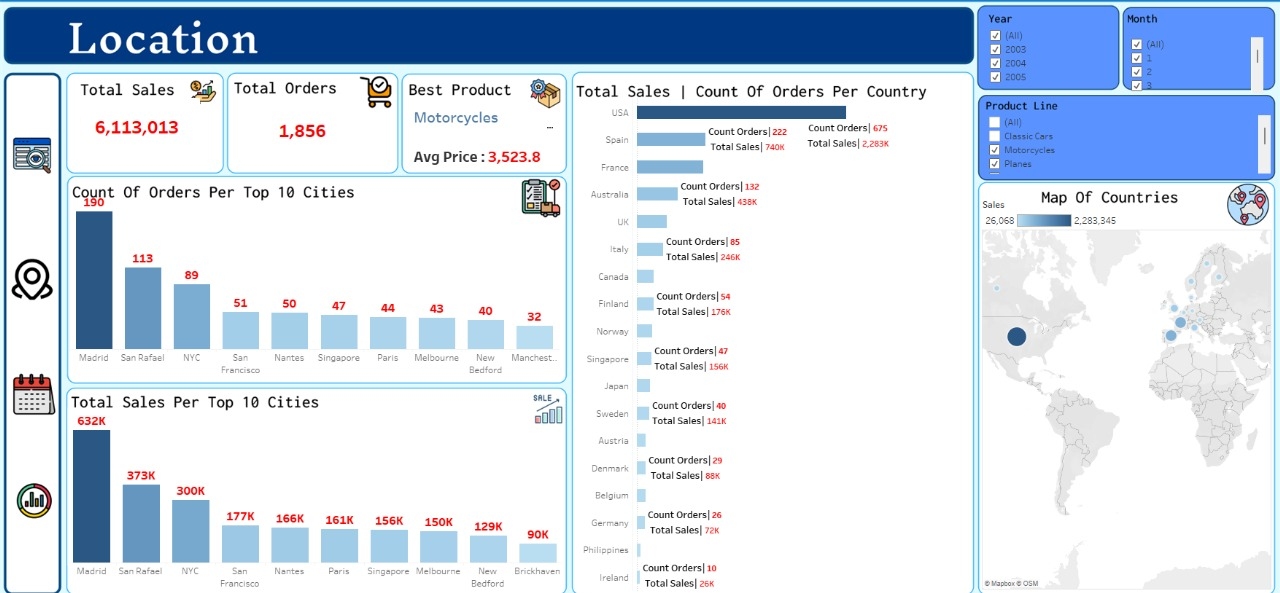 Location
Year
(All)
2003
2004
2005
Month
(All)
1
2
3
Product Line
(All)
Classic Cars
Motorcycles
Planes
Total Sales
6,113,013
Total Orders
1,856
Best Product
Motorcycles
...
Avg Price : 3,523.8
Count Of Orders Per Top 10 Cities
190
113
89
51
50
47
44
43
40
32
Madrid
San Rafael
NYC
San
Francisco
Nantes
Singapore
Paris
Melbourne
New
Bedford
Manchest..
Total Sales Per Top 10 Cities
SALE
632K
373K
300K
177K
166K
161K
156K
150K
129K
90K
Madrid
San Rafael
NYC
San
Francisco
Nantes
Paris
Singapore
Melbourne
New
Bedford
Brickhaven
Total Sales | Count Of Orders Per Country
USA
Count Orders| 675
Total Sales| 2,283K
Spain
Count Orders| 222
Total Sales| 740K
France
Australia
Count Orders| 132
Total Sales| 438K
UK
Italy
Count Orders| 85
Total Sales| 246K
Canada
Finland
Count Orders| 54
Total Sales| 176K
Norway
Singapore
Count Orders| 47
Total Sales| 156K
Japan
Sweden
Count Orders| 40
Total Sales| 141K
Austria
Denmark
Count Orders| 29
Total Sales| 88K
Belgium
Germany
Count Orders| 26
Total Sales| 72K
Philippines
Ireland
Count Orders| 10
Total Sales| 26K
Map Of Countries
Sales
26,068
2,283,345
© Mapbox © OSM